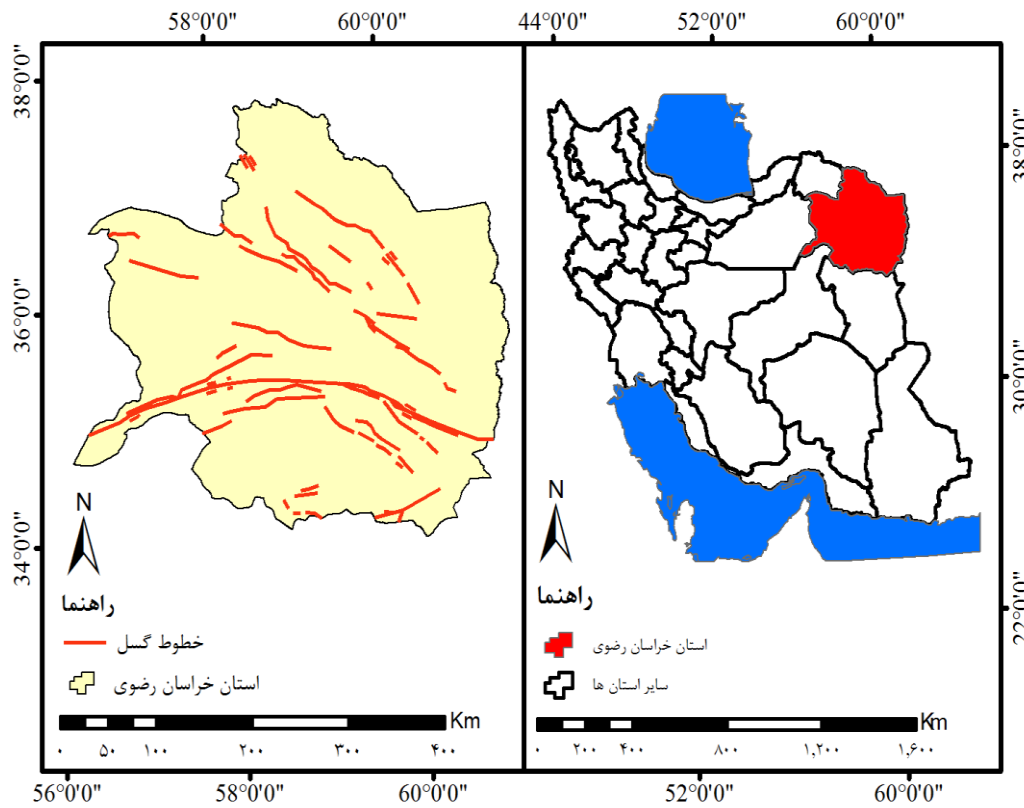 58°0'0" 60°0'0" 44°0'0" 52°0'0" 60°0'0"
38°0'0"
36°0'0"
34°0'0"
N
راهنما
خطوط گسل
استان خراسان رضوی
Km
۰ ۵۰ ۱۰۰ ۲۰۰ ۳۰۰ ۴۰۰
56°0'0" 58°0'0" 60°0'0"
38°0'0"
30°0'0"
22°0'0"
N
راهنما
استان خراسان رضوی
سایر استان ها
Km
۰ ۲۰۰ ۴۰۰ ۸۰۰ ۱,۲۰۰ ۱,۶۰۰
52°0'0" 60°0'0"